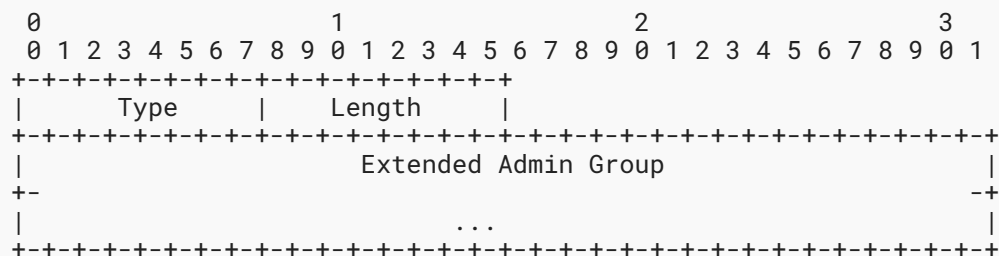 0                   1                   2                   3
 0 1 2 3 4 5 6 7 8 9 0 1 2 3 4 5 6 7 8 9 0 1 2 3 4 5 6 7 8 9 0 1
+-+-+-+-+-+-+-+-+-+-+-+-+-+-+-+-+
|      Type     |    Length     |
+-+-+-+-+-+-+-+-+-+-+-+-+-+-+-+-+-+-+-+-+-+-+-+-+-+-+-+-+-+-+-+-+
|                      Extended Admin Group                     |
+-                                                             -+
|                            ...                                |
+-+-+-+-+-+-+-+-+-+-+-+-+-+-+-+-+-+-+-+-+-+-+-+-+-+-+-+-+-+-+-+-+